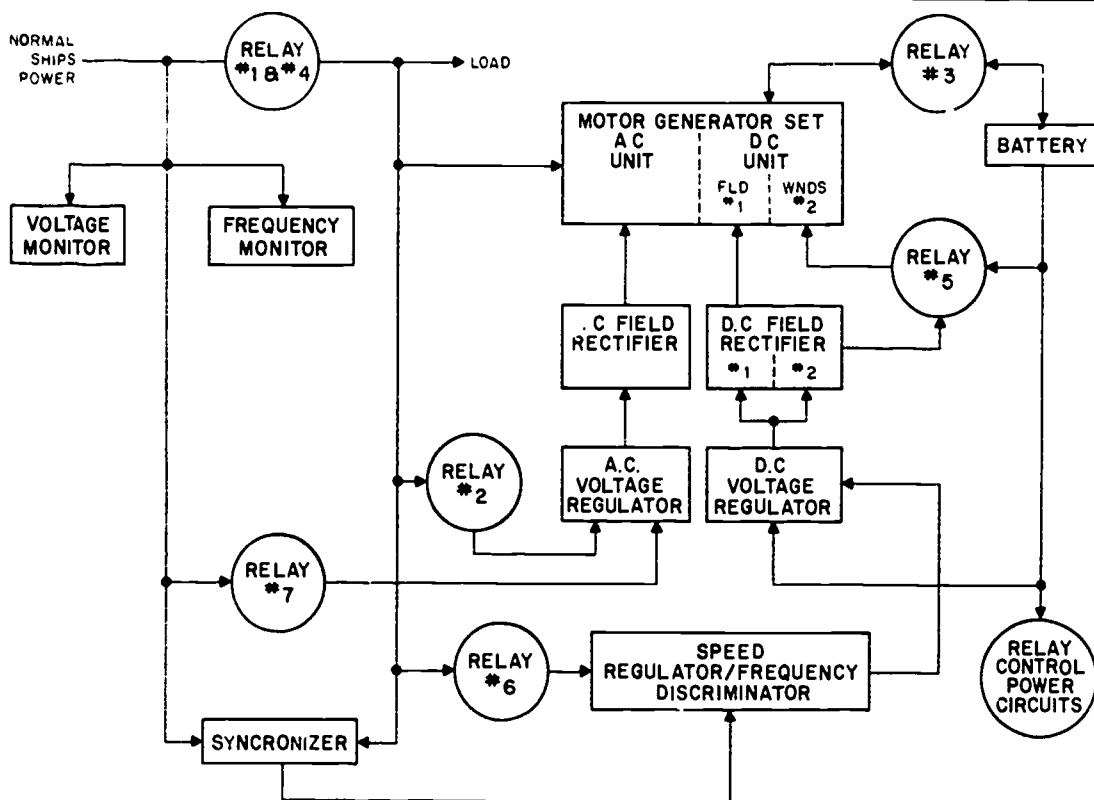 NORMAL
SHIPS
POWER
RELAY
#1 & #4
LOAD
RELAY
#3
MOTOR GENERATOR SET
AC
UNIT
DC
UNIT
FLD
#1
WNDS
#2
BATTERY
VOLTAGE
MONITOR
FREQUENCY
MONITOR
RELAY
#5
.C FIELD
RECTIFIER
D.C FIELD
RECTIFIER
#1
#2
RELAY
#2
A.C.
VOLTAGE
REGULATOR
D.C
VOLTAGE
REGULATOR
RELAY
#7
RELAY
#6
SPEED
REGULATOR/FREQUENCY
DISCRIMINATOR
RELAY
CONTROL
POWER
CIRCUITS
SYNCRONIZER